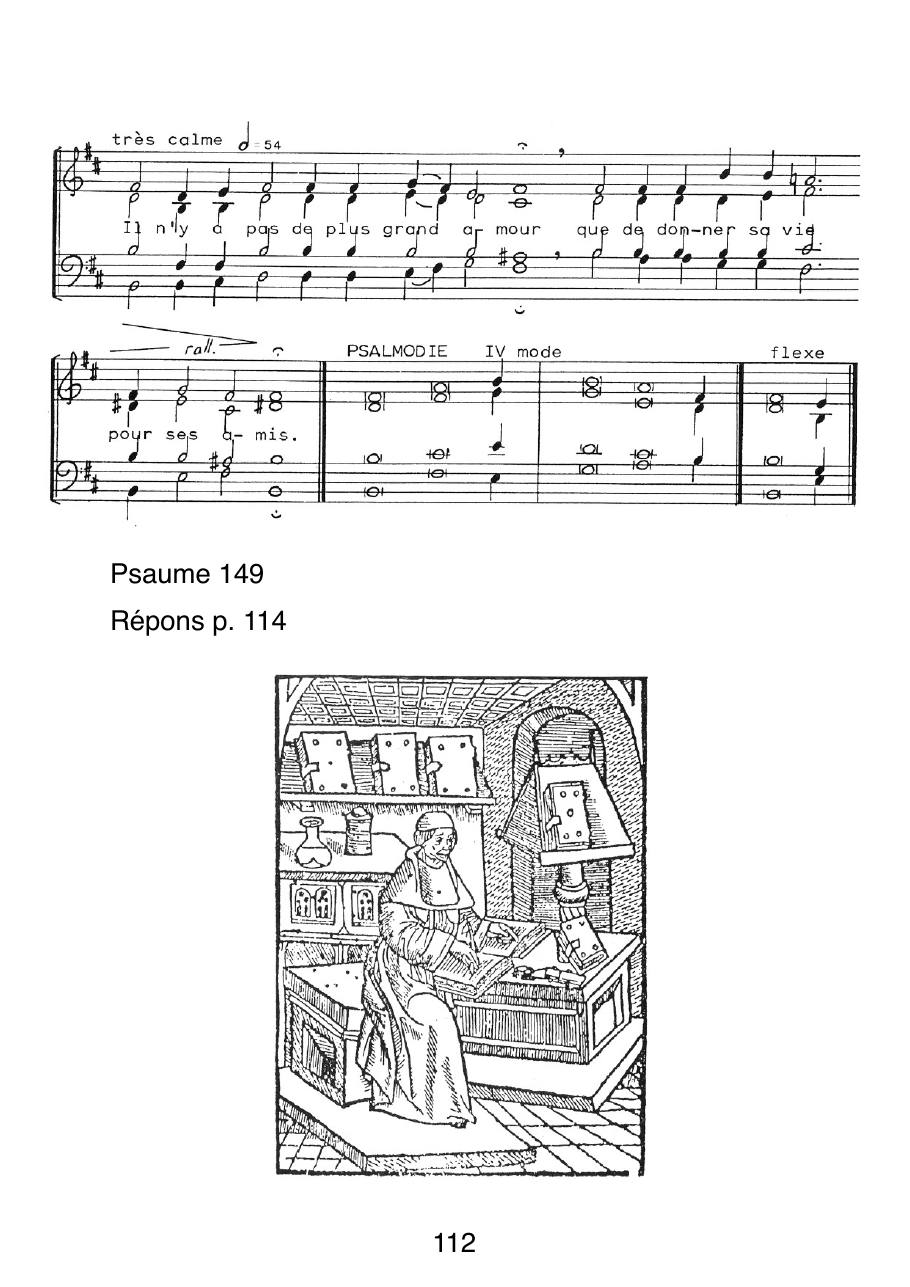 très calme 𝅗𝅥 = 54
Il n'y a pas de plus grand a- mour que de don-ner sa vie
rall. PSALMODIE IV mode flexe
pour ses a- mis.
Psaume 149
Répons p. 114
112